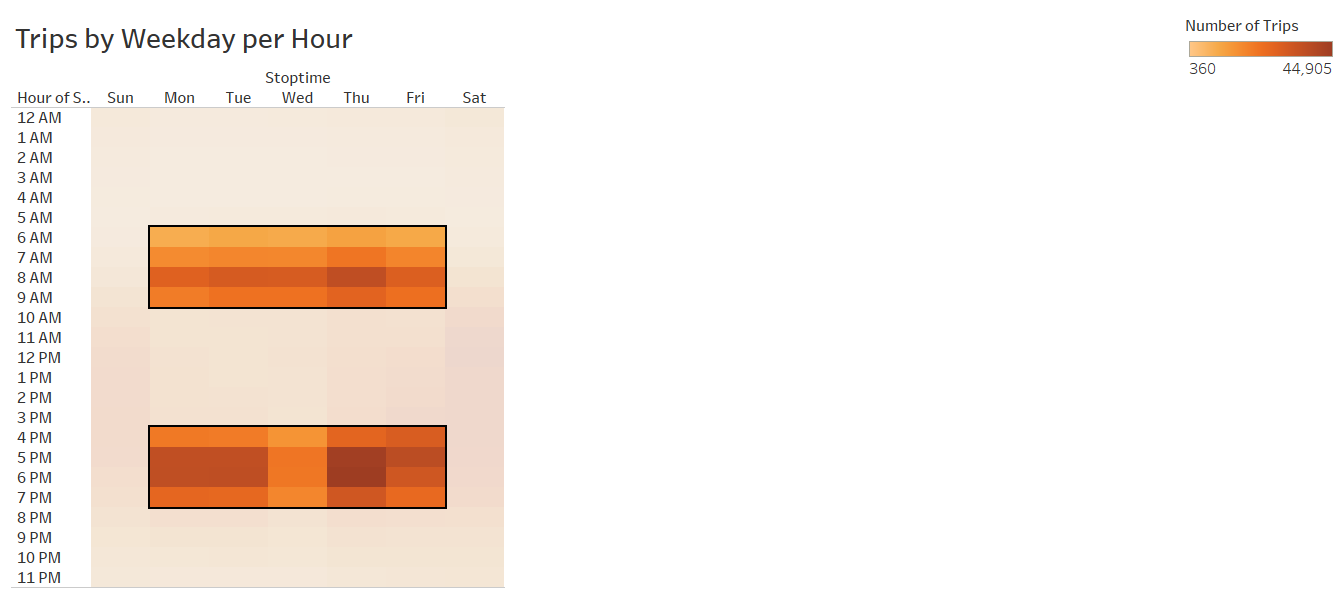 Trips by Weekday per Hour
Number of Trips
360 44,905
Stoptime
Hour of S.. Sun Mon Tue Wed Thu Fri Sat
12 AM
1 AM
2 AM
3 AM
4 AM
5 AM
6 AM
7 AM
8 AM
9 AM
10 AM
11 AM
12 PM
1 PM
2 PM
3 PM
4 PM
5 PM
6 PM
7 PM
8 PM
9 PM
10 PM
11 PM